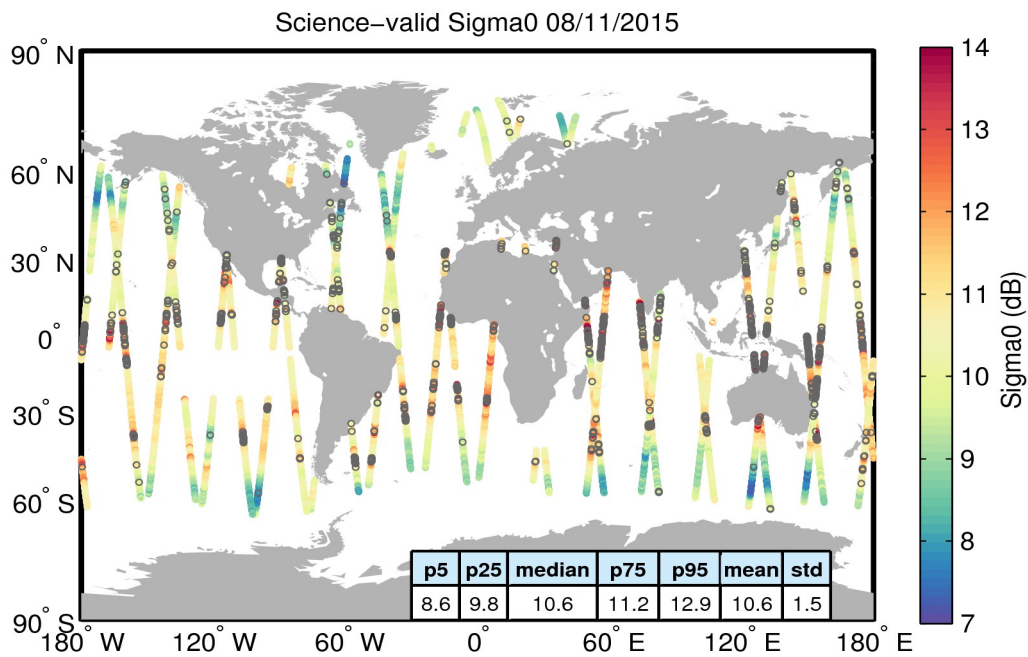 Science−valid Sigma0 08/11/2015
90° N
60° N
30° N
0°
30° S
60° S
90° S
180° W
120° W
60° W
0°
60° E
120° E
180° E
p5 p25 median p75 p95 mean std
8.6 9.8 10.6 11.2 12.9 10.6 1.5
14
13
12
11
10
9
8
7
Sigma0 (dB)